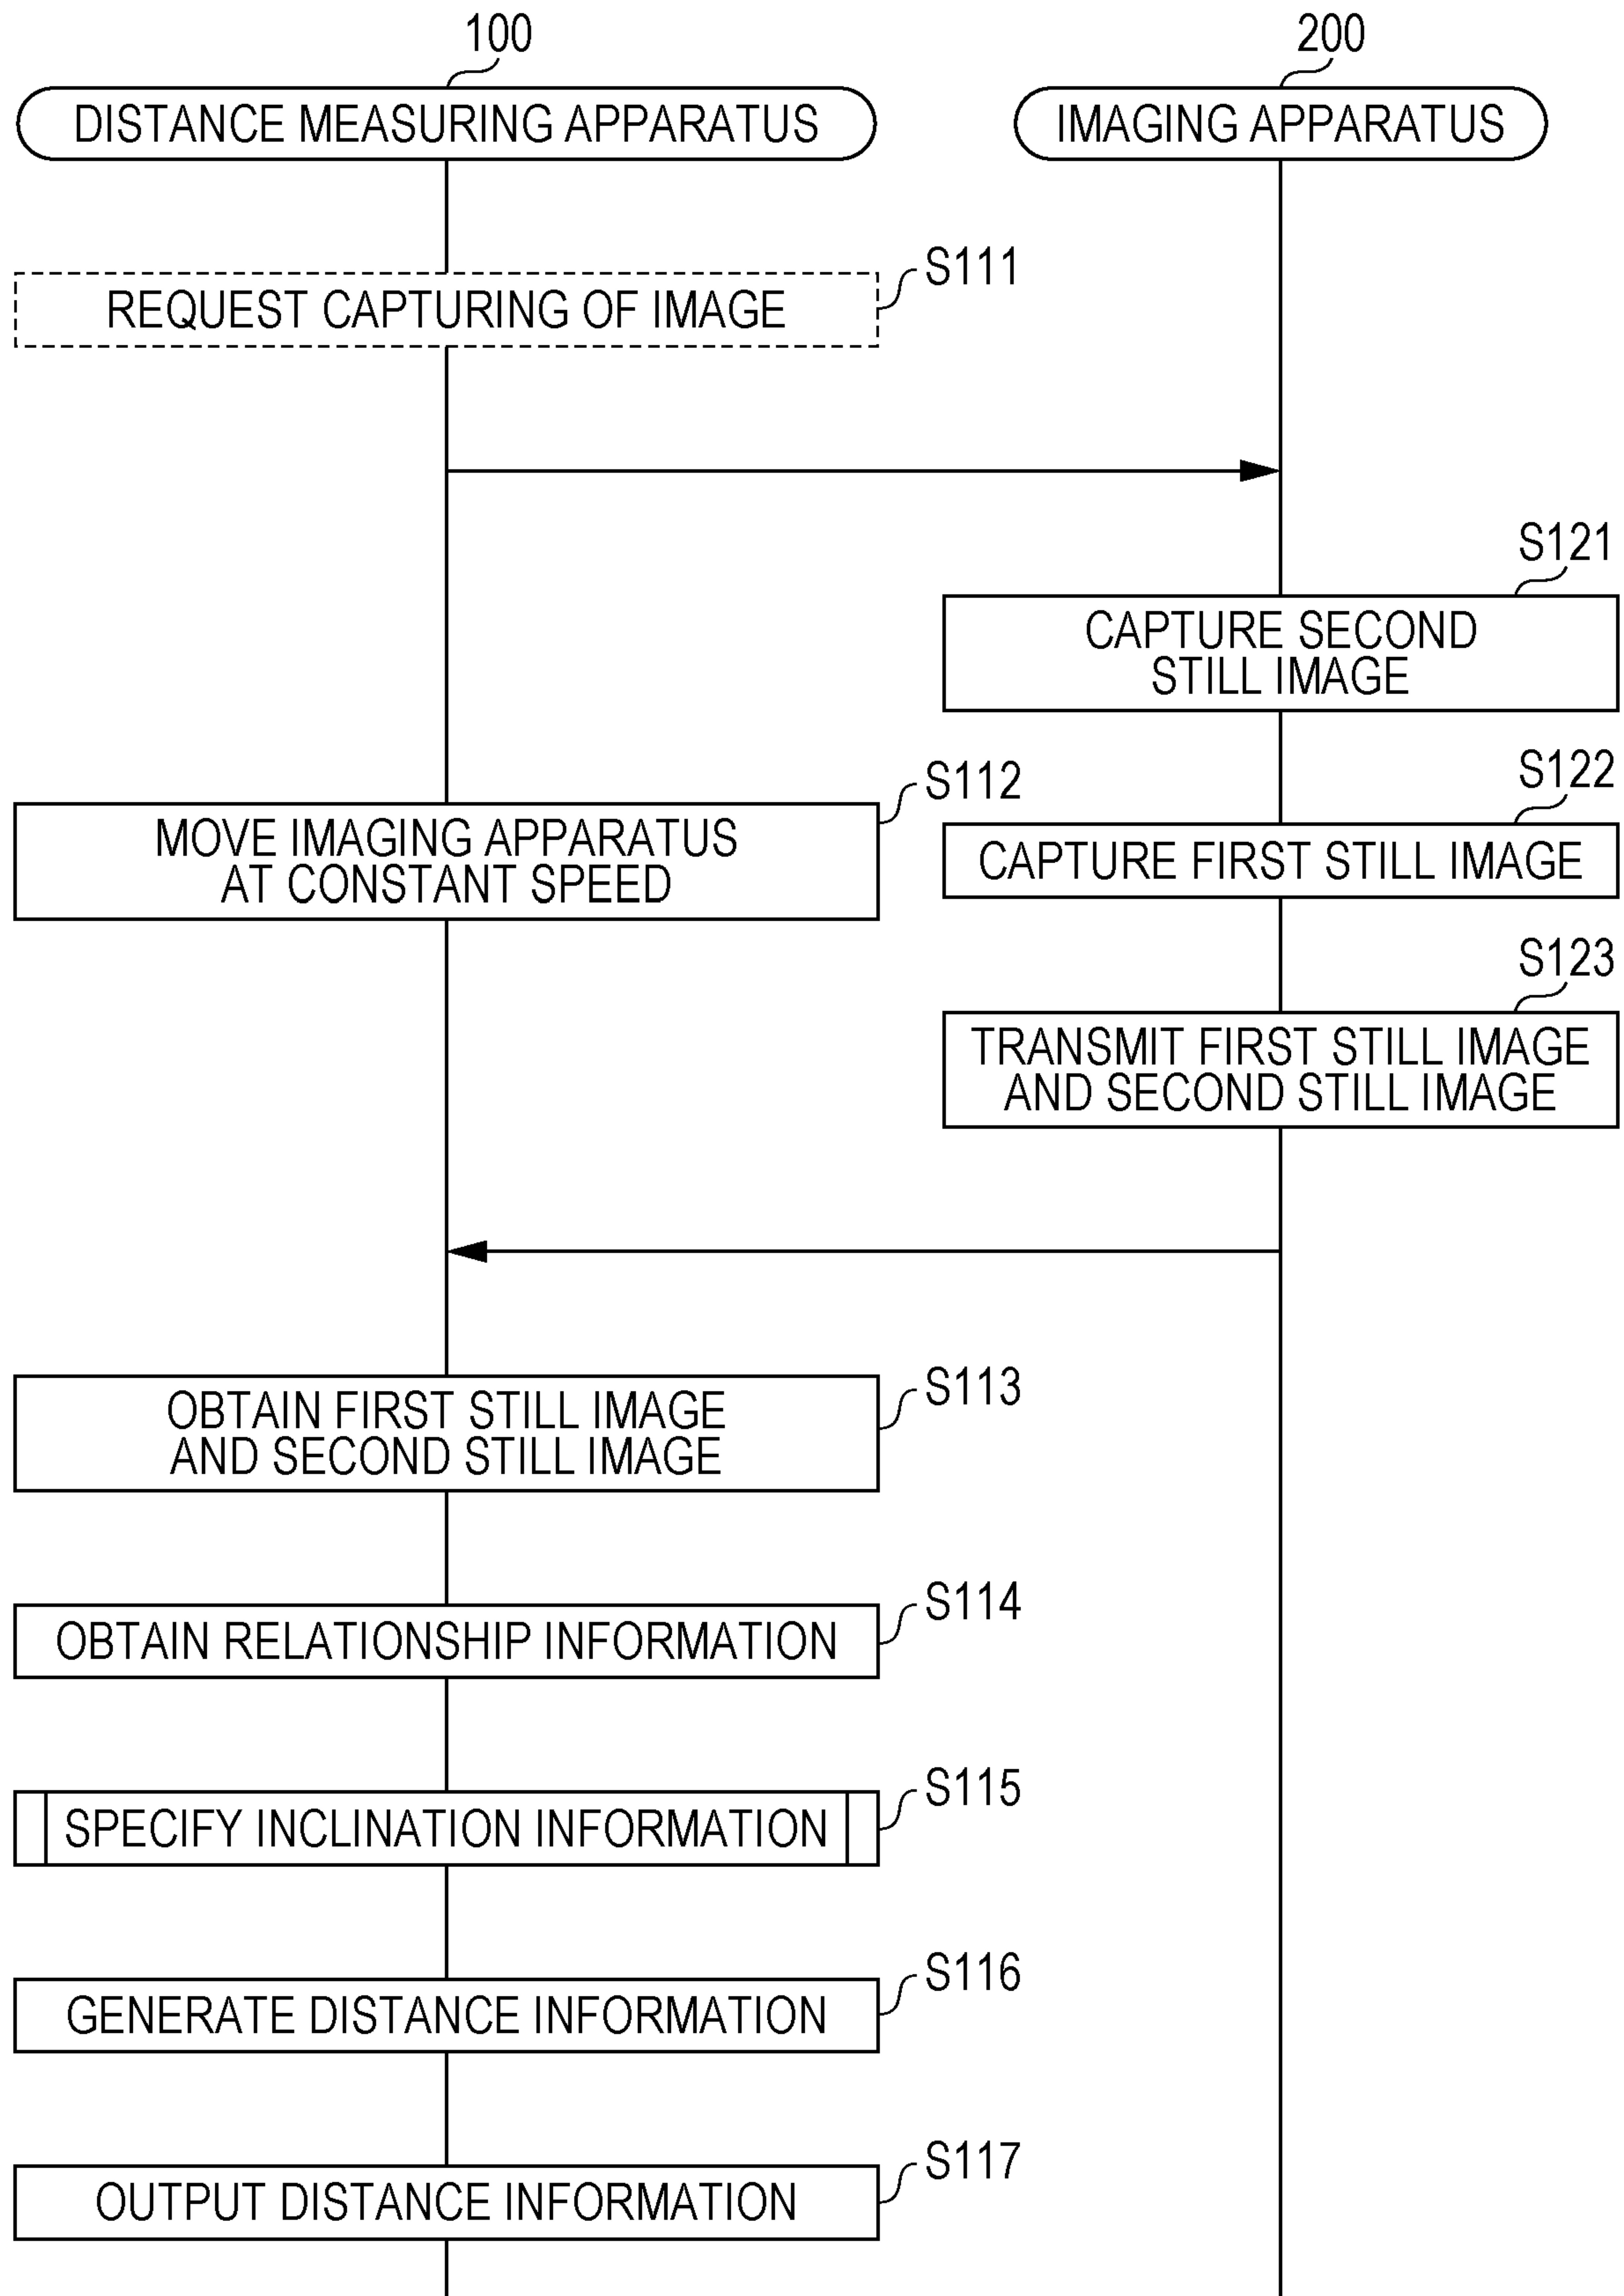 100
200
DISTANCE MEASURING APPARATUS
IMAGING APPARATUS
S111
REQUEST CAPTURING OF IMAGE
S121
CAPTURE SECOND
STILL IMAGE
S112
MOVE IMAGING APPARATUS
AT CONSTANT SPEED
S122
CAPTURE FIRST STILL IMAGE
S123
TRANSMIT FIRST STILL IMAGE
AND SECOND STILL IMAGE
S113
OBTAIN FIRST STILL IMAGE
AND SECOND STILL IMAGE
S114
OBTAIN RELATIONSHIP INFORMATION
S115
SPECIFY INCLINATION INFORMATION
S116
GENERATE DISTANCE INFORMATION
S117
OUTPUT DISTANCE INFORMATION